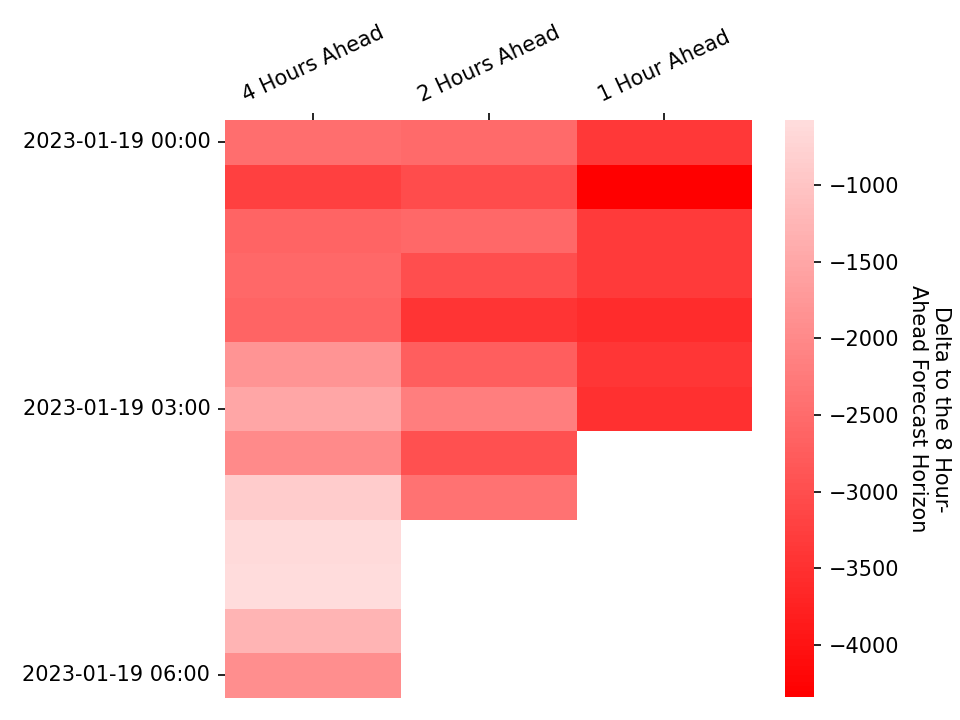 4 Hours Ahead
2 Hours Ahead
1 Hour Ahead
2023-01-19 00:00
2023-01-19 03:00
2023-01-19 06:00
−1000
−1500
−2000
−2500
−3000
−3500
−4000
Delta to the 8 Hour-
Ahead Forecast Horizon